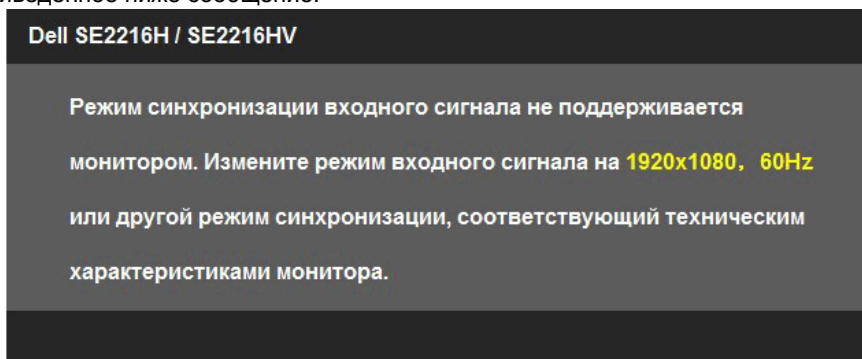 Dell SE2216H / SE2216HV
Режим синхронизации входного сигнала не поддерживается
монитором. Измените режим входного сигнала на 1920x1080, 60Hz
или другой режим синхронизации, соответствующий техническим
характеристиками монитора.